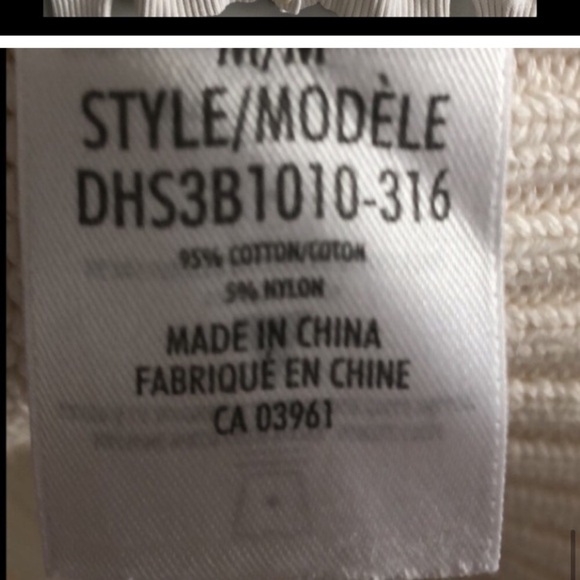 M/M
STYLE/MODÈLE
DHS3B1010-316
95% COTTON/COTON
5% NYLON
MADE IN CHINA
FABRIQUÉ EN CHINE
CA 03961